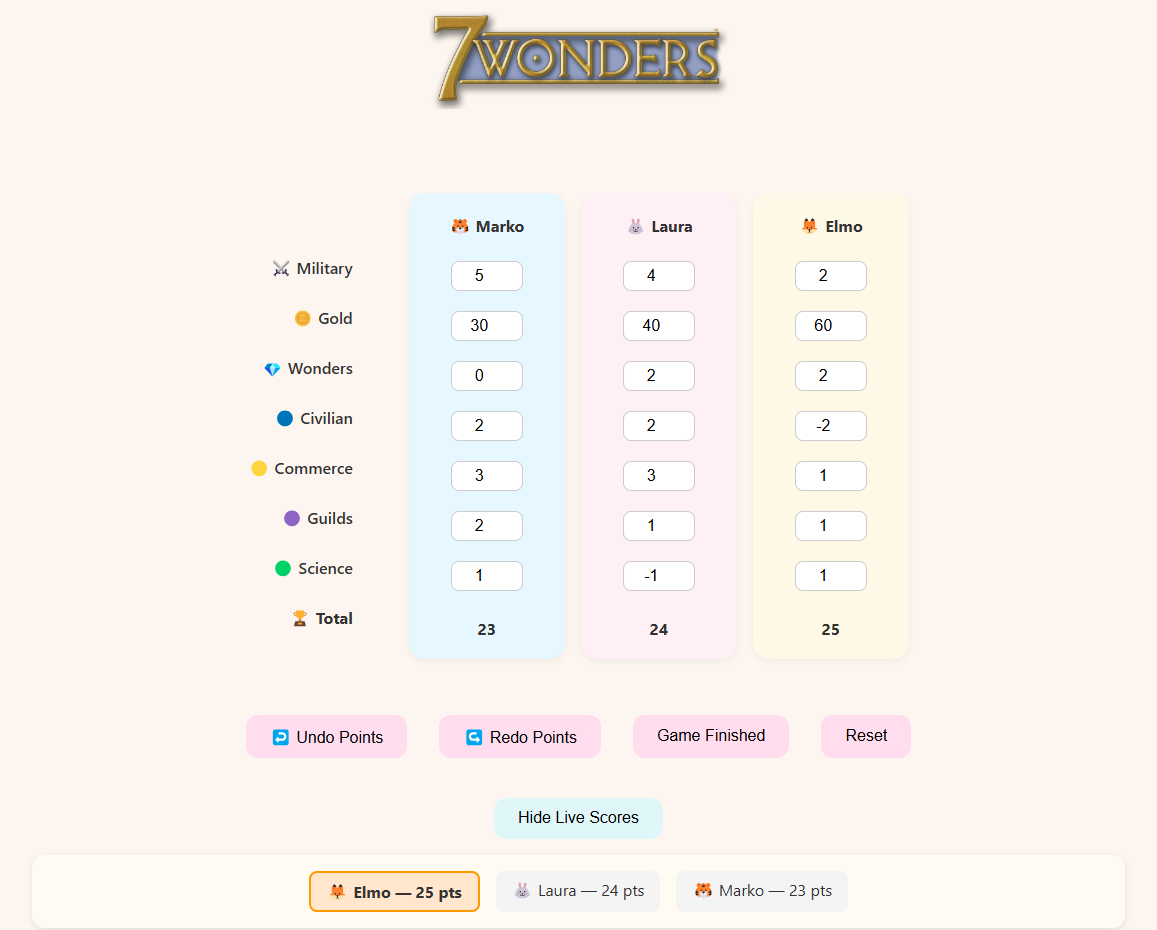 7 WONDERS
Marko Laura Elmo
Military 5 4 2
Gold 30 40 60
Wonders 0 2 2
Civilian 2 2 -2
Commerce 3 3 1
Guilds 2 1 1
Science 1 -1 1
Total 23 24 25
Undo Points Redo Points Game Finished Reset
Hide Live Scores
Elmo — 25 pts Laura — 24 pts Marko — 23 pts